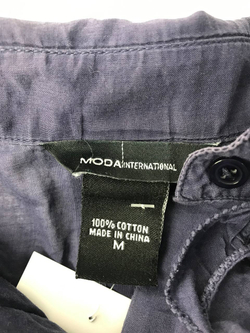 MODA INTERNATIONAL
100% COTTON
MADE IN CHINA
M